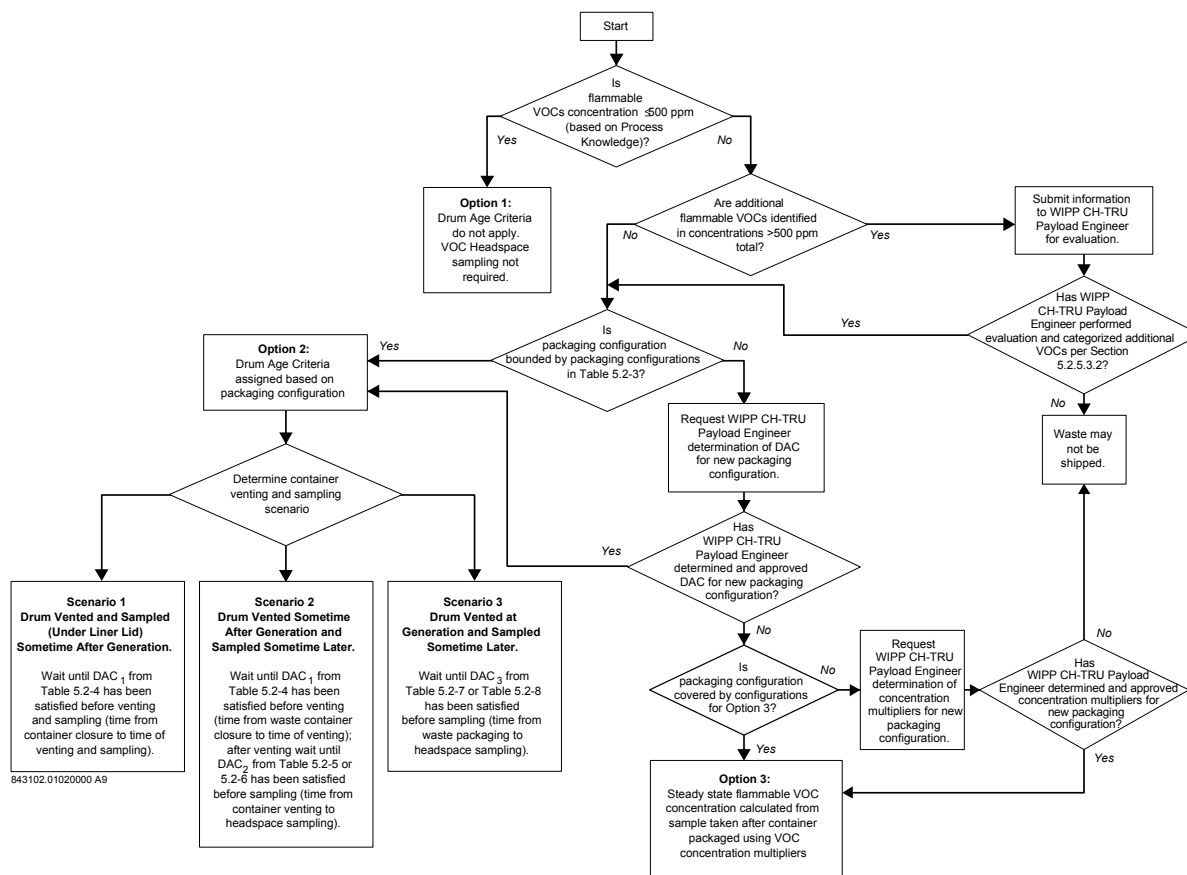 Start
Is
flammable
VOCs concentration ≤500 ppm
(based on Process
Knowledge)?
Yes
No
Option 1:
Drum Age Criteria
do not apply.
VOC Headspace
sampling not
required.
Are additional
flammable VOCs identified
in concentrations >500 ppm
total?
No
Yes
Submit information
to WIPP CH-TRU
Payload Engineer
for evaluation.
Has WIPP
CH-TRU Payload
Engineer performed
evaluation and categorized additional
VOCs per Section
5.2.5.3.2?
Yes
No
Waste may
not be
shipped.
Is
packaging configuration
bounded by packaging configurations
in Table 5.2-3?
Yes
No
Option 2:
Drum Age Criteria
assigned based on
packaging configuration
Request WIPP CH-TRU
Payload Engineer
determination of DAC
for new packaging
configuration.
Determine container
venting and sampling
scenario
Has
WIPP CH-TRU
Payload Engineer
determined and approved
DAC for new packaging
configuration?
Yes
No
Scenario 1
Drum Vented and Sampled
(Under Liner Lid)
Sometime After Generation.
Wait until DAC1 from
Table 5.2-4 has been
satisfied before venting
and sampling (time from
container closure to time of
venting and sampling).
Scenario 2
Drum Vented Sometime
After Generation and
Sampled Sometime Later.
Wait until DAC1 from
Table 5.2-4 has been
satisfied before venting
(time from waste container
closure to time of venting);
after venting wait until
DAC2 from Table 5.2-5 or
5.2-6 has been satisfied
before sampling (time from
container venting to
headspace sampling).
Scenario 3
Drum Vented at
Generation and Sampled
Sometime Later.
Wait until DAC3 from
Table 5.2-7 or Table 5.2-8
has been satisfied
before sampling (time from
waste packaging to
headspace sampling).
Is
packaging configuration
covered by configurations
for Option 3?
No
Yes
Request
WIPP CH-TRU
Payload Engineer
determination of
concentration
multipliers for new
packaging
configuration.
Has
WIPP CH-TRU Payload
Engineer determined and approved
concentration multipliers for
new packaging
configuration?
No
Yes
Option 3:
Steady state flammable VOC
concentration calculated from
sample taken after container
packaged using VOC
concentration multipliers
843102.01020000 A9